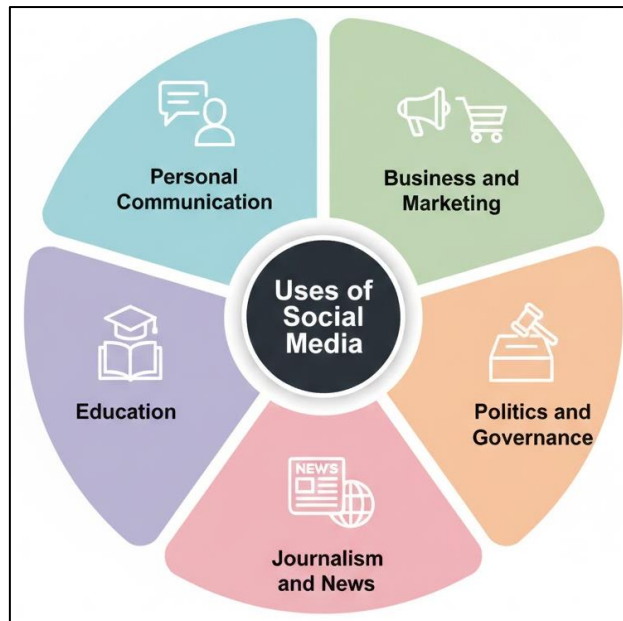 Personal
Communication
Business and
Marketing
Uses of
Social
Media
Education
Politics and
Governance
NEWS
Journalism
and News